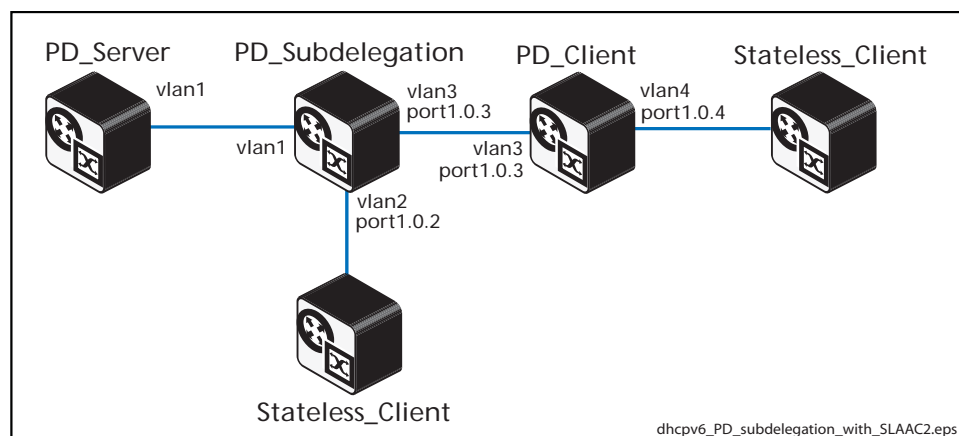 PD_Server
PD_Subdelegation
PD_Client
Stateless_Client
vlan1
vlan1
vlan3
port1.0.3
vlan3
port1.0.3
vlan4
port1.0.4
vlan2
port1.0.2
Stateless_Client
dhcpv6_PD_subdelegation_with_SLAAC2.eps